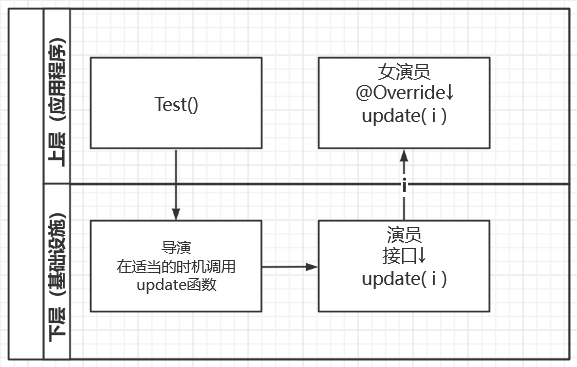 上层（应用程序）
Test()
女演员
@Override↓
update( i )
i
下层（基础设施）
导演
在适当的时机调用
update函数
演员
接口↓
update( i )